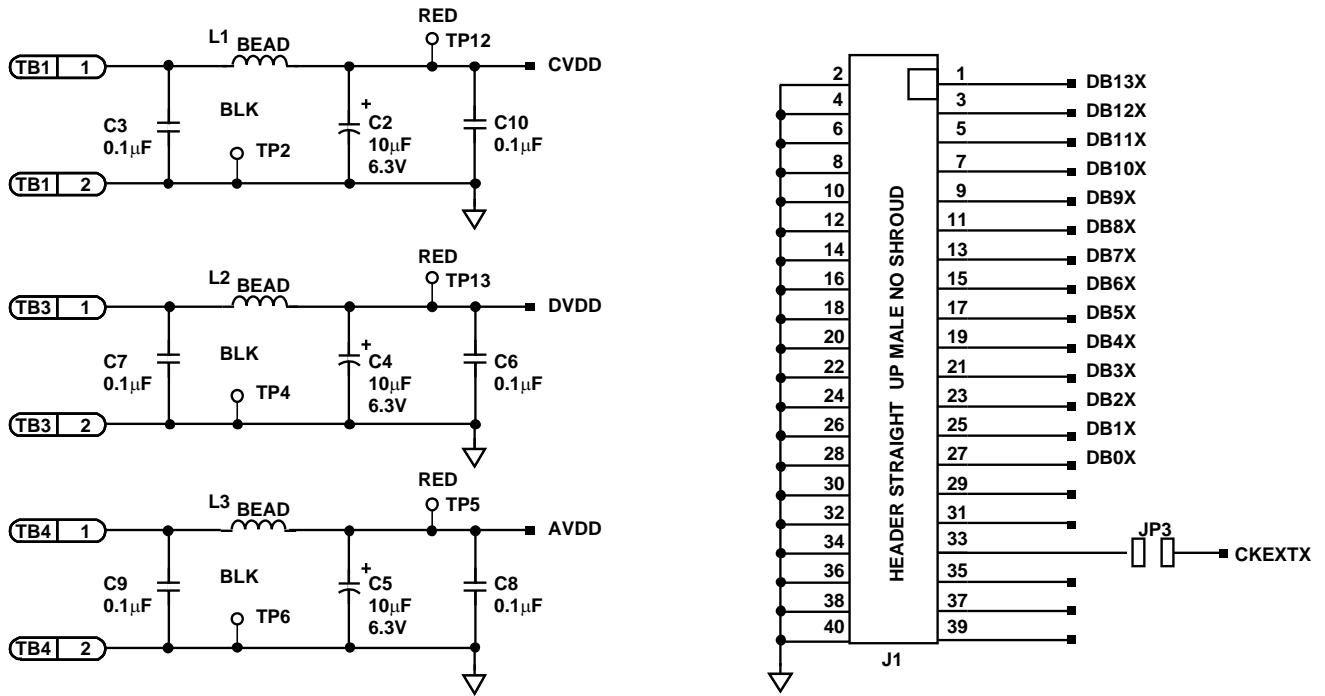 RED
L1 BEAD TP12
TB1 1 CVDD
BLK
C3
0.1µF
TP2
+
C2
10µF
6.3V
C10
0.1µF
TB1 2
RED
L2 BEAD TP13
TB3 1 DVDD
BLK
C7
0.1µF
TP4
+
C4
10µF
6.3V
C6
0.1µF
TB3 2
RED
L3 BEAD TP5
TB4 1 AVDD
BLK
C9
0.1µF
TP6
+
C5
10µF
6.3V
C8
0.1µF
TB4 2
HEADER STRAIGHT UP MALE NO SHROUD
2 1 DB13X
4 3 DB12X
6 5 DB11X
8 7 DB10X
10 9 DB9X
12 11 DB8X
14 13 DB7X
16 15 DB6X
18 17 DB5X
20 19 DB4X
22 21 DB3X
24 23 DB2X
26 25 DB1X
28 27 DB0X
30 29
32 31
34 33 JP3 CKEXTX
36 35
38 37
40 39
J1